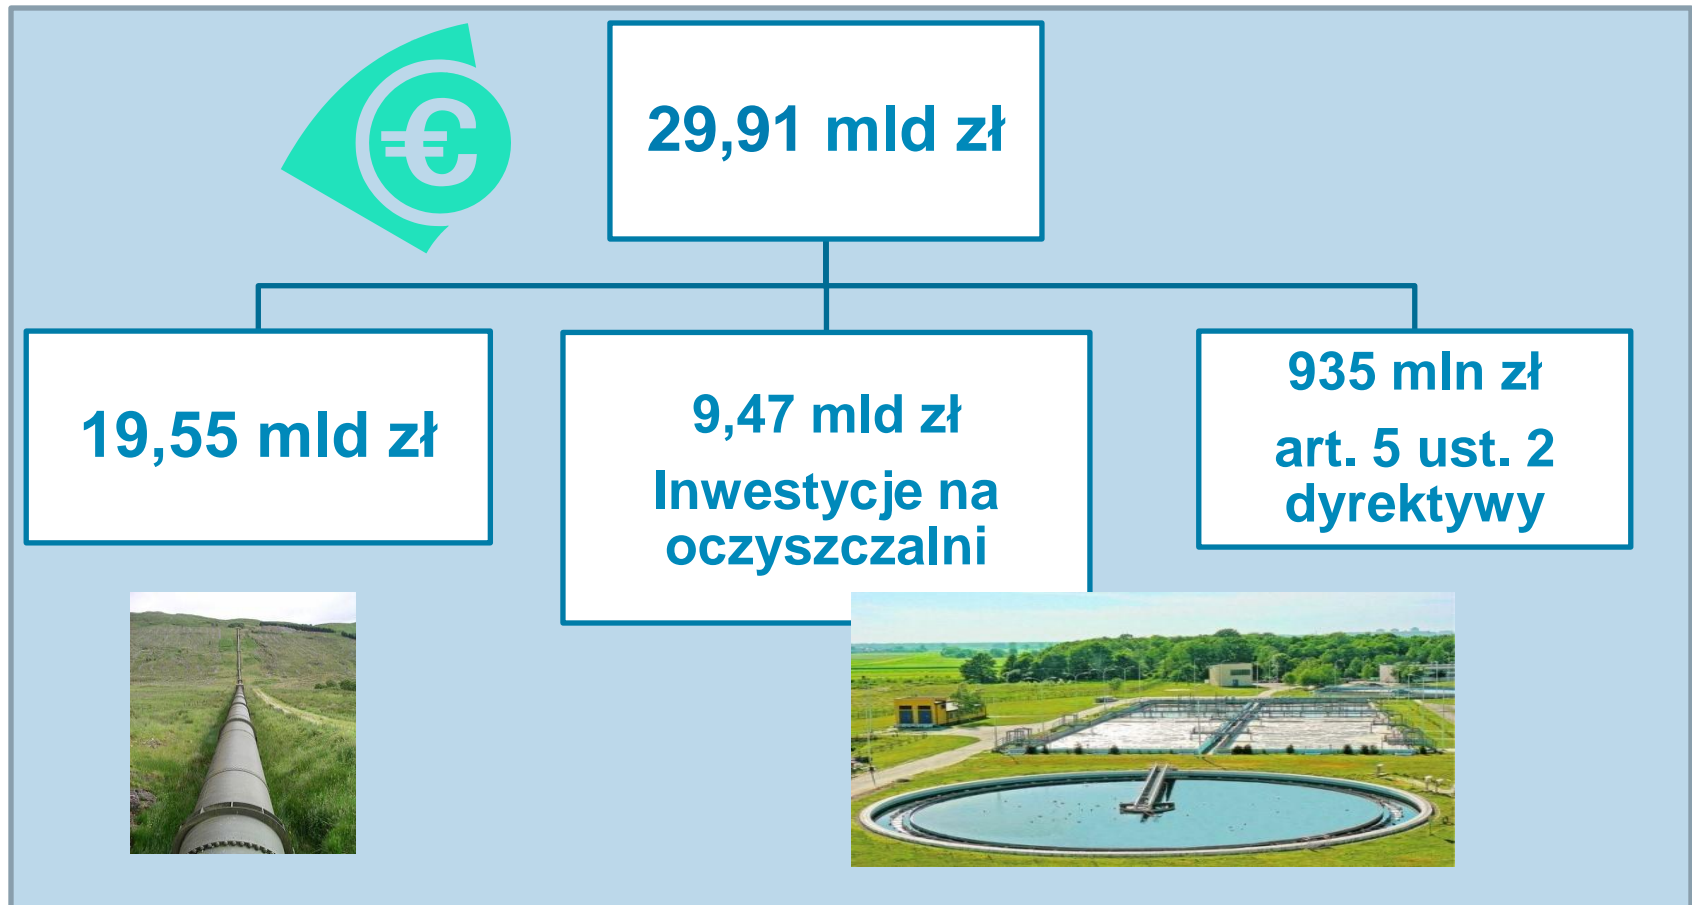 29,91 mld zł
19,55 mld zł
9,47 mld zł
Inwestycje na
oczyszczalni
935 mln zł
art. 5 ust. 2
dyrektywy